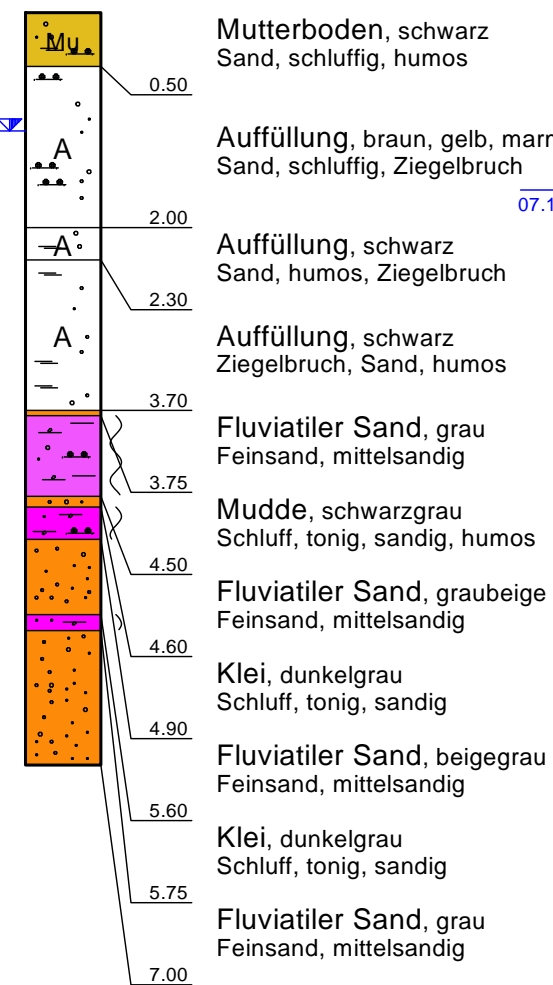 My
Mutterboden, schwarz
Sand, schluffig, humos
0.50
A
Auffüllung, braun, gelb, marm
Sand, schluffig, Ziegelbruch
07.1
2.00
A
Auffüllung, schwarz
Sand, humos, Ziegelbruch
2.30
A
Auffüllung, schwarz
Ziegelbruch, Sand, humos
3.70
Fluviatiler Sand, grau
Feinsand, mittelsandig
3.75
Mudde, schwarzgrau
Schluff, tonig, sandig, humos
4.50
Fluviatiler Sand, graubeige
Feinsand, mittelsandig
4.60
Klei, dunkelgrau
Schluff, tonig, sandig
4.90
Fluviatiler Sand, beigegrau
Feinsand, mittelsandig
5.60
Klei, dunkelgrau
Schluff, tonig, sandig
5.75
Fluviatiler Sand, grau
Feinsand, mittelsandig
7.00